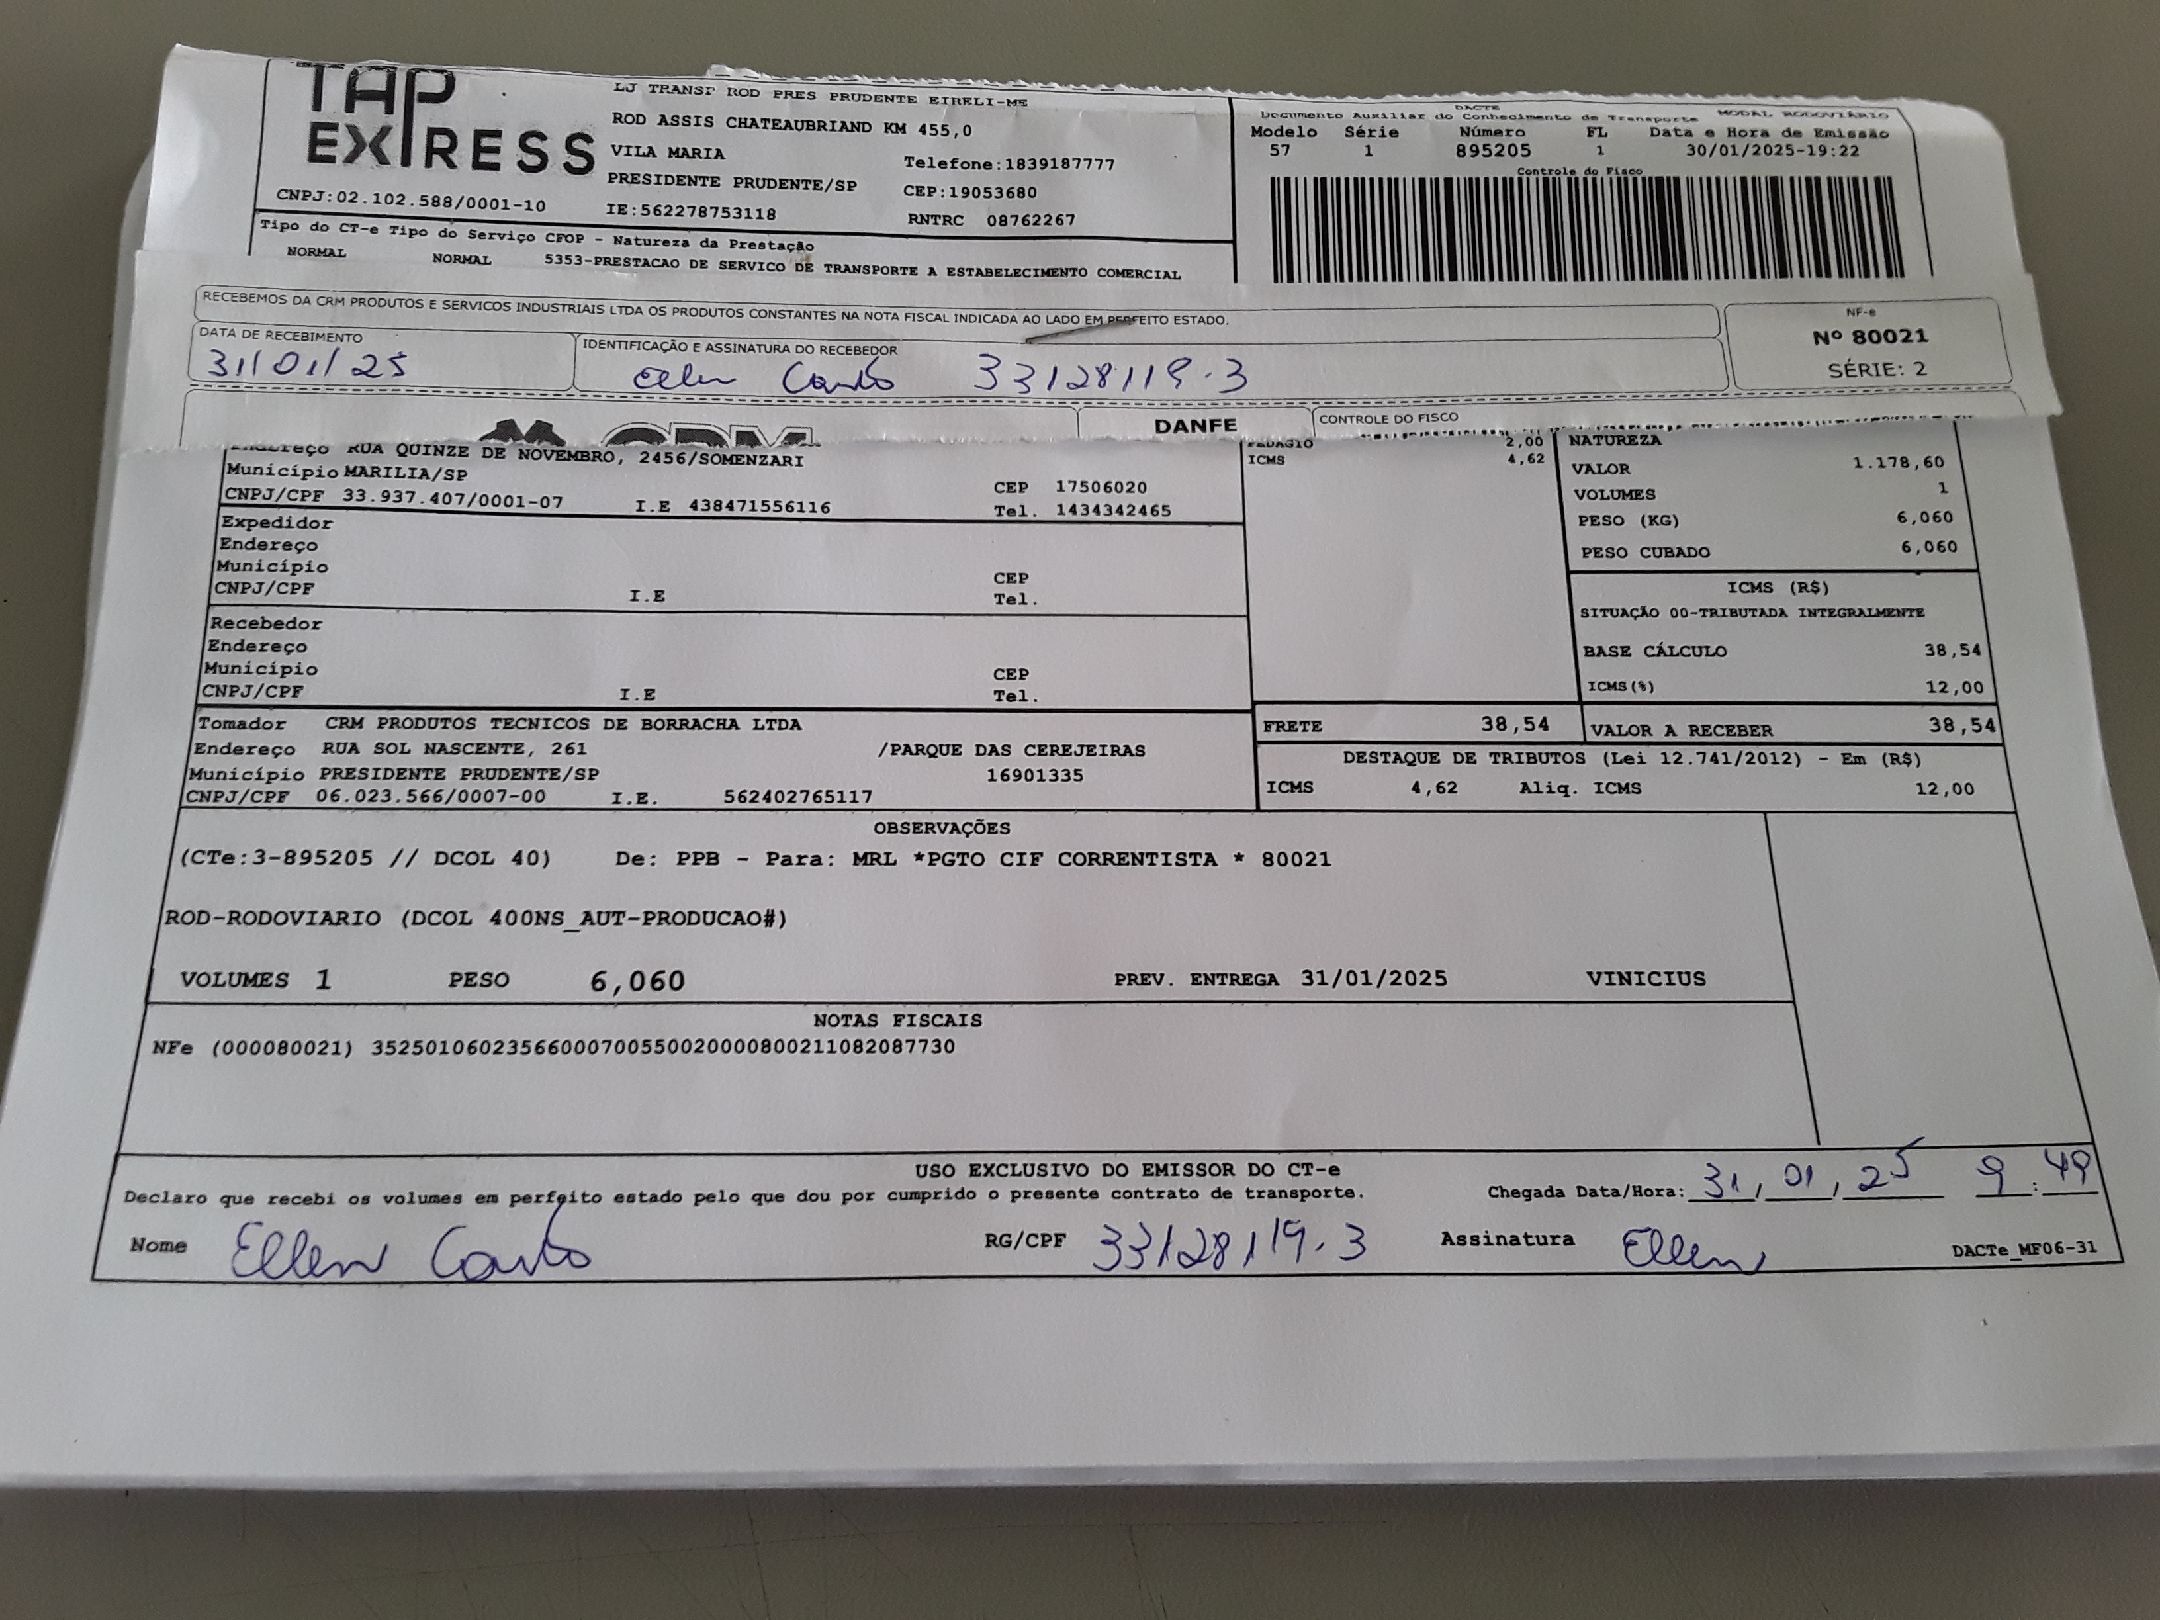 TAP
EXPRESS
LJ TRANSP ROD PRES PRUDENTE EIRELI-ME
ROD ASSIS CHATEAUBRIAND KM 455,0
VILA MARIA Telefone:1839187777
PRESIDENTE PRUDENTE/SP CEP:19053680
CNPJ:02.102.588/0001-10 IE:562278753118 RNTRC 08762267
DACTE MODAL RODOVIÁRIO
Documento Auxiliar do Conhecimento de Transporte
Modelo Série Número FL Data e Hora de Emissão
57 1 895205 1 30/01/2025-19:22
Controle do Fisco
Tipo do CT-e Tipo do Serviço CFOP - Natureza da Prestação
NORMAL NORMAL 5353-PRESTACAO DE SERVICO DE TRANSPORTE A ESTABELECIMENTO COMERCIAL
RECEBEMOS DA CRM PRODUTOS E SERVICOS INDUSTRIAIS LTDA OS PRODUTOS CONSTANTES NA NOTA FISCAL INDICADA AO LADO EM PERFEITO ESTADO.
NF-e
Nº 80021
SÉRIE: 2
DATA DE RECEBIMENTO IDENTIFICAÇÃO E ASSINATURA DO RECEBEDOR
31/01/25 33128119-3
CRM DANFE CONTROLE DO FISCO
Endereço RUA QUINZE DE NOVEMBRO, 2456/SOMENZARI
Município MARILIA/SP CEP 17506020
CNPJ/CPF 33.937.407/0001-07 I.E 438471556116 Tel. 1434342465
PEDAGIO 2,00
ICMS 4,62
NATUREZA
VALOR 1.178,60
VOLUMES 1
PESO (KG) 6,060
PESO CUBADO 6,060
Expedidor
Endereço
Município CEP
CNPJ/CPF I.E Tel.
ICMS (R$)
SITUAÇÃO 00-TRIBUTADA INTEGRALMENTE
BASE CÁLCULO 38,54
ICMS(%) 12,00
Recebedor
Endereço
Município CEP
CNPJ/CPF I.E Tel.
Tomador CRM PRODUTOS TECNICOS DE BORRACHA LTDA
Endereço RUA SOL NASCENTE, 261 /PARQUE DAS CEREJEIRAS
Município PRESIDENTE PRUDENTE/SP 16901335
CNPJ/CPF 06.023.566/0007-00 I.E. 562402765117
FRETE 38,54 VALOR A RECEBER 38,54
DESTAQUE DE TRIBUTOS (Lei 12.741/2012) - Em (R$)
ICMS 4,62 Aliq. ICMS 12,00
OBSERVAÇÕES
(CTe:3-895205 // DCOL 40) De: PPB - Para: MRL *PGTO CIF CORRENTISTA * 80021
ROD-RODOVIARIO (DCOL 400NS_AUT-PRODUCAO#)
VOLUMES 1 PESO 6,060 PREV. ENTREGA 31/01/2025 VINICIUS
NOTAS FISCAIS
NFe (000080021) 35250106023566000700550020000800211082087730
USO EXCLUSIVO DO EMISSOR DO CT-e
Declaro que recebi os volumes em perfeito estado pelo que dou por cumprido o presente contrato de transporte. Chegada Data/Hora: 31/01/25 9:49
Nome Ellen RG/CPF 33128119-3 Assinatura Ellen
DACTe_MF06-31